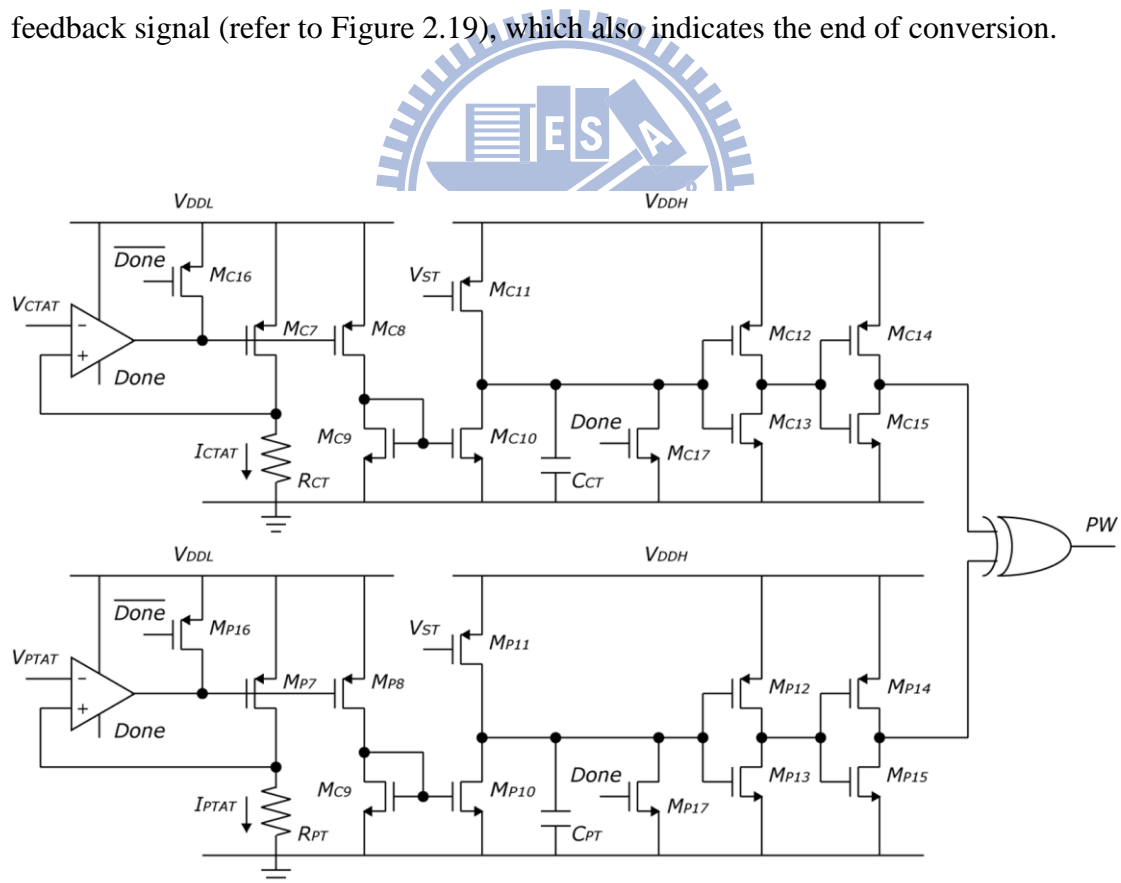 feedback signal (refer to Figure 2.19), which also indicates the end of conversion.
E S A
VDDL
VDDH
Done
MC16
VST
MC11
VCTAT
MC7
MC8
MC12
MC14
-
+
Done
MC9
MC10
Done
MC13
MC15
MC17
ICTAT
RCT
CCT
PW
VDDL
VDDH
Done
MP16
VST
MP11
VPTAT
MP7
MP8
MP12
MP14
-
+
Done
MC9
MP10
Done
MP13
MP15
MP17
IPTAT
RPT
CPT